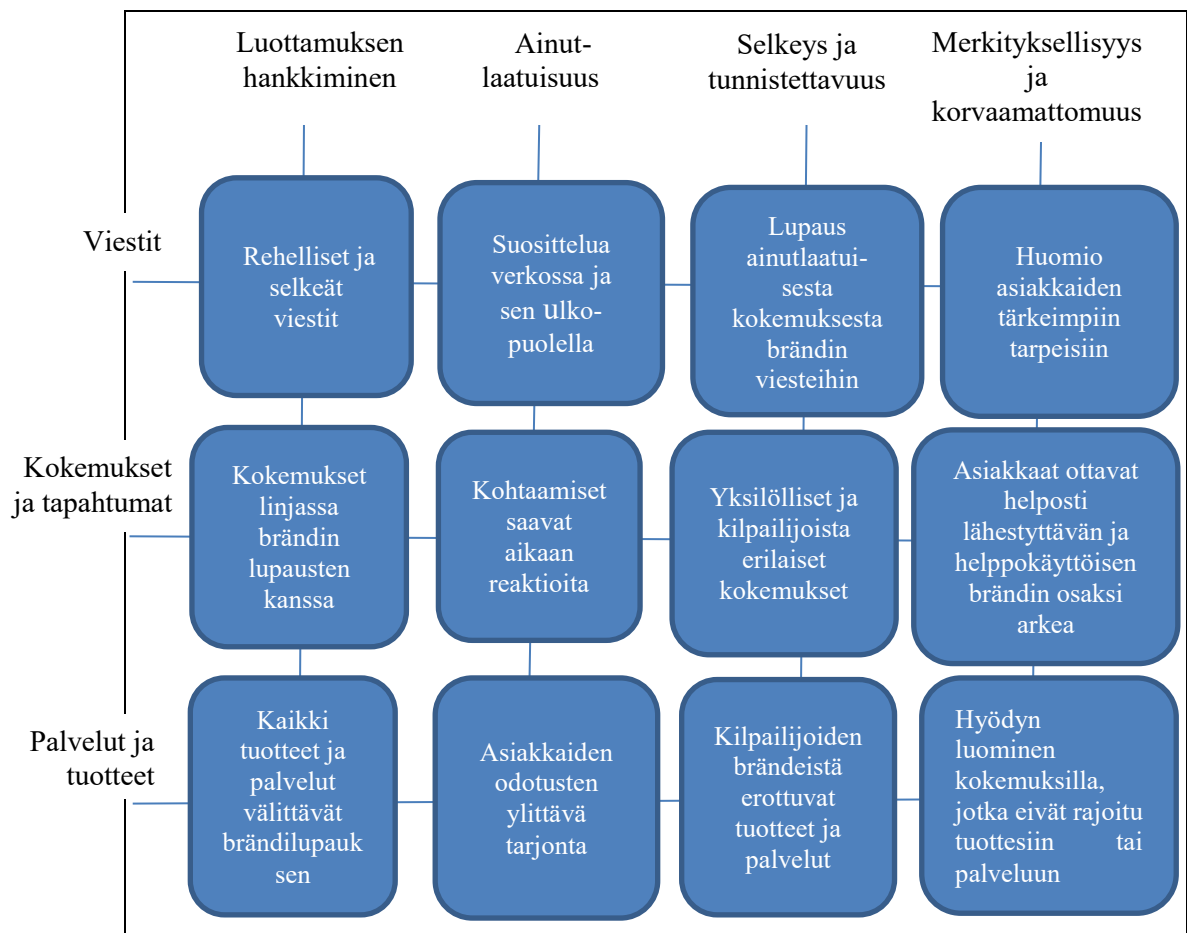 Luottamuksen
hankkiminen
Ainut-
laatuisuus
Selkeys ja
tunnistettavuus
Merkityksellisyys
ja
korvaamattomuus
Viestit
Rehelliset ja
selkeät
viestit
Suosittelua
verkossa ja
sen ulko-
puolella
Lupaus
ainutlaatui-
sesta
kokemuksesta
brändin
viesteihin
Huomio
asiakkaiden
tärkeimpiin
tarpeisiin
Kokemukset
ja tapahtumat
Kokemukset
linjassa
brändin
lupausten
kanssa
Kohtaamiset
saavat
aikaan
reaktioita
Yksilölliset ja
kilpailijoista
erilaiset
kokemukset
Asiakkaat ottavat
helposti
lähestyttävän ja
helppokäyttöisen
brändin osaksi
arkea
Palvelut ja
tuotteet
Kaikki
tuotteet ja
palvelut
välittävät
brändilupauk
sen
Asiakkaiden
odotusten
ylittävä
tarjonta
Kilpailijoiden
brändeistä
erottuvat
tuotteet ja
palvelut
Hyödyn
luominen
kokemuksilla,
jotka eivät rajoitu
tuottesiin tai
palveluun